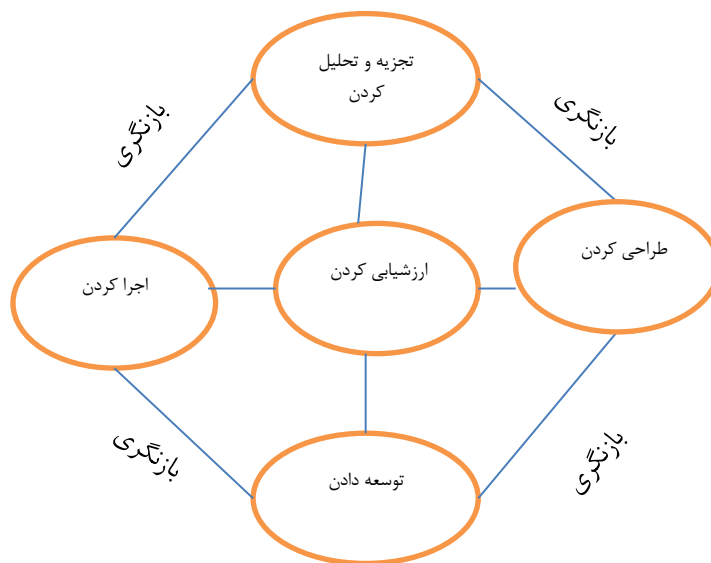 تجزیه و تحلیل
کردن
بازنگری
بازنگری
طراحی کردن
ارزشیابی کردن
اجرا کردن
بازنگری
بازنگری
توسعه دادن